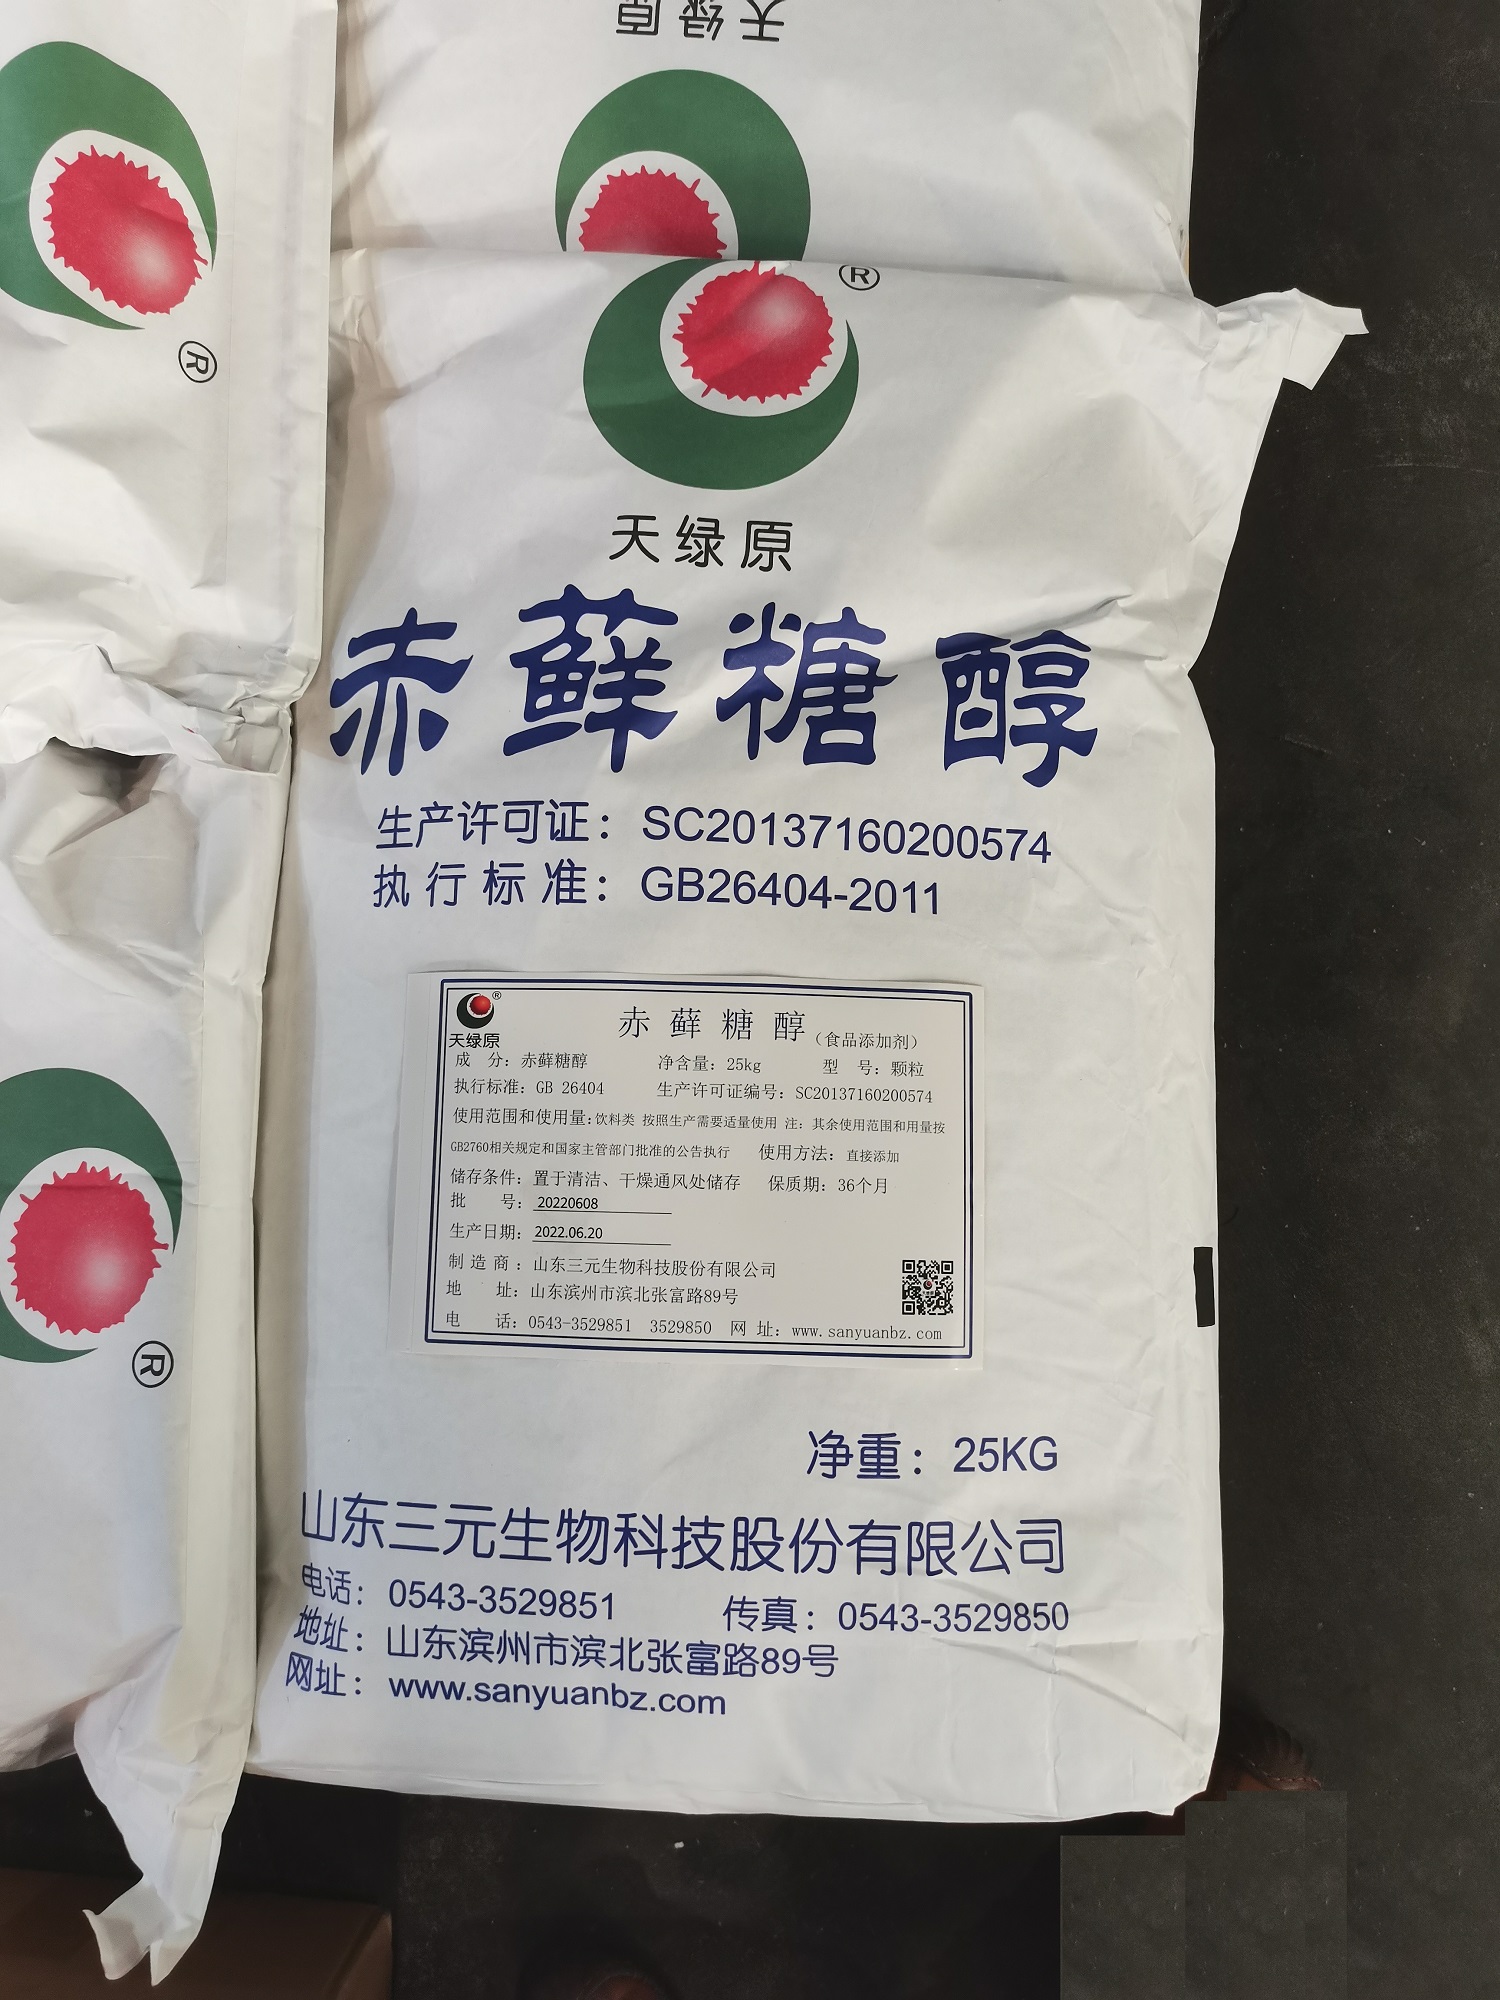 天绿原
®
®
天绿原
赤藓糖醇
生产许可证：SC20137160200574
执行标准：GB26404-2011
®
天绿原
赤藓糖醇（食品添加剂）
成 分：赤藓糖醇 净含量：25kg 型 号：颗粒
执行标准：GB 26404 生产许可证编号：SC20137160200574
使用范围和使用量：饮料类 按照生产需要适量使用 注：其余使用范围和用量按
GB2760相关规定和国家主管部门批准的公告执行 使用方法：直接添加
储存条件：置于清洁、干燥通风处储存 保质期：36个月
批 号：20220608
生产日期：2022.06.20
制造商：山东三元生物科技股份有限公司
地 址：山东滨州市滨北张富路89号
电 话：0543-3529851 3529850 网 址：www.sanyuanbz.com
®
净重：25KG
山东三元生物科技股份有限公司
电话：0543-3529851 传真：0543-3529850
地址：山东滨州市滨北张富路89号
网址：www.sanyuanbz.com